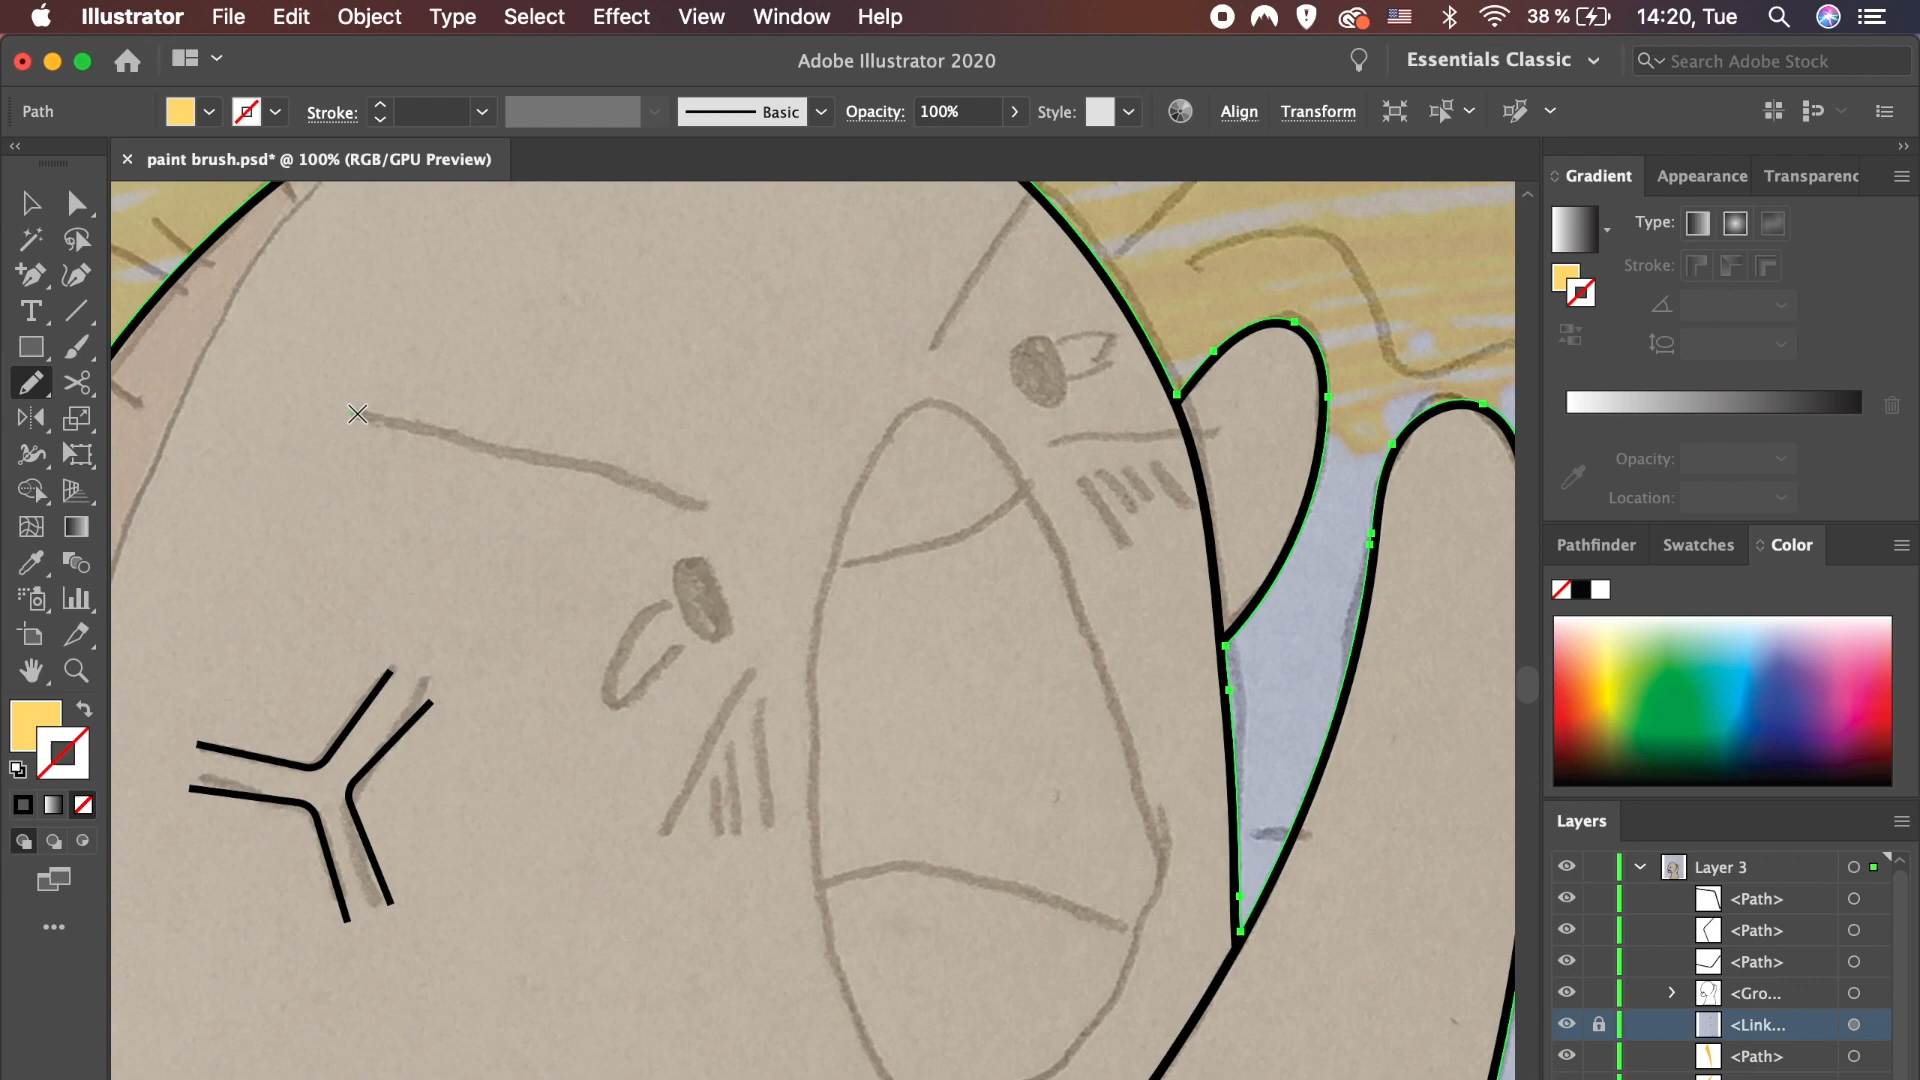 Illustrator File Edit Object Type Select Effect View Window Help 38 % 14:20, Tue
Adobe Illustrator 2020 Essentials Classic Search Adobe Stock
Path Stroke: Basic Opacity: 100% Style: Align Transform
paint brush.psd* @ 100% (RGB/GPU Preview)
Gradient Appearance Transparenc
Type:
Stroke:
Opacity:
Location:
Pathfinder Swatches Color
Layers
Layer 3
<Path>
<Path>
<Path>
<Gro...
<Link...
<Path>